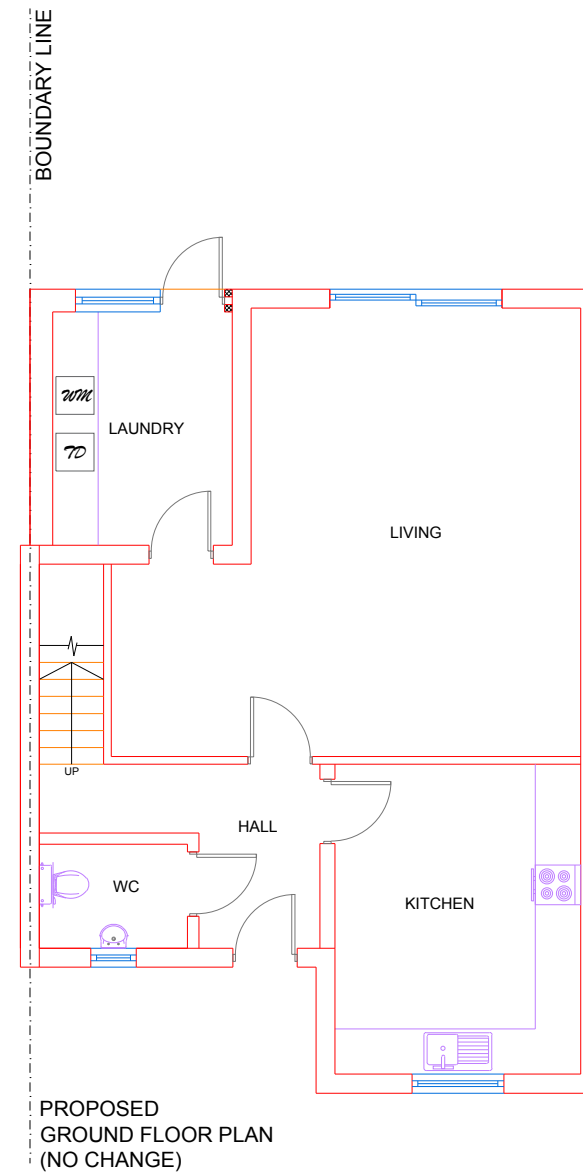 BOUNDARY LINE
WM
LAUNDRY
TD
LIVING
UP
HALL
WC
KITCHEN
PROPOSED
GROUND FLOOR PLAN
(NO CHANGE)